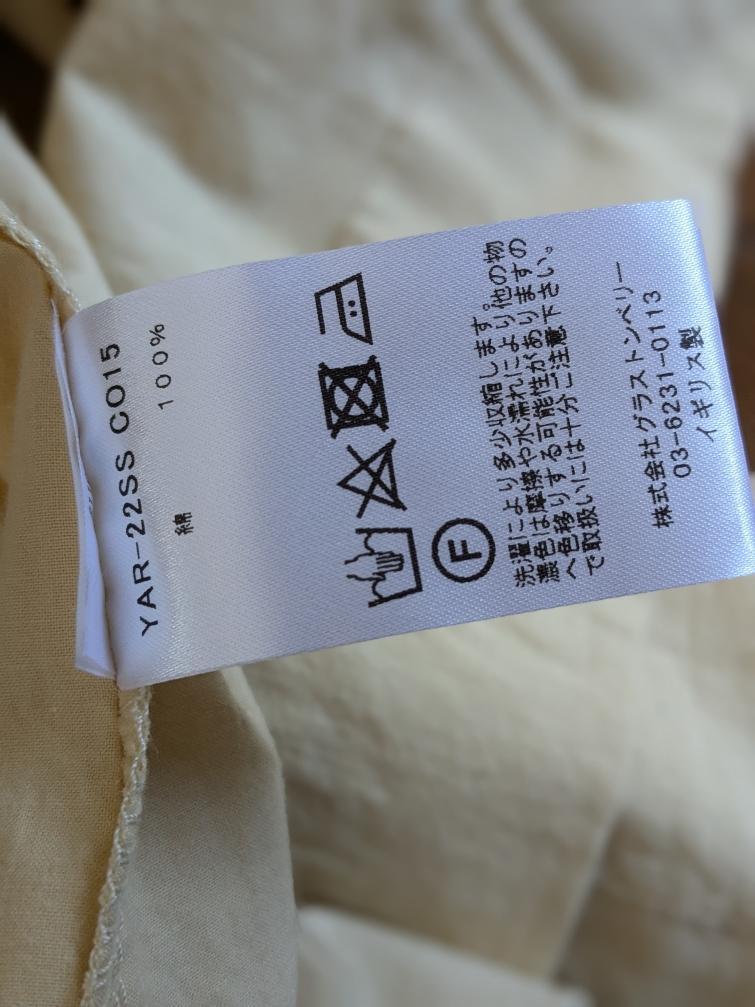 YAR-22SS CO15
綿 100%
F
洗濯により多少収縮します。
濃色は摩擦や水濡れにより他の物
へ色移りする可能性がありますの
で取扱いには十分ご注意下さい。
株式会社グラストンベリー
03-6231-0113
イギリス製